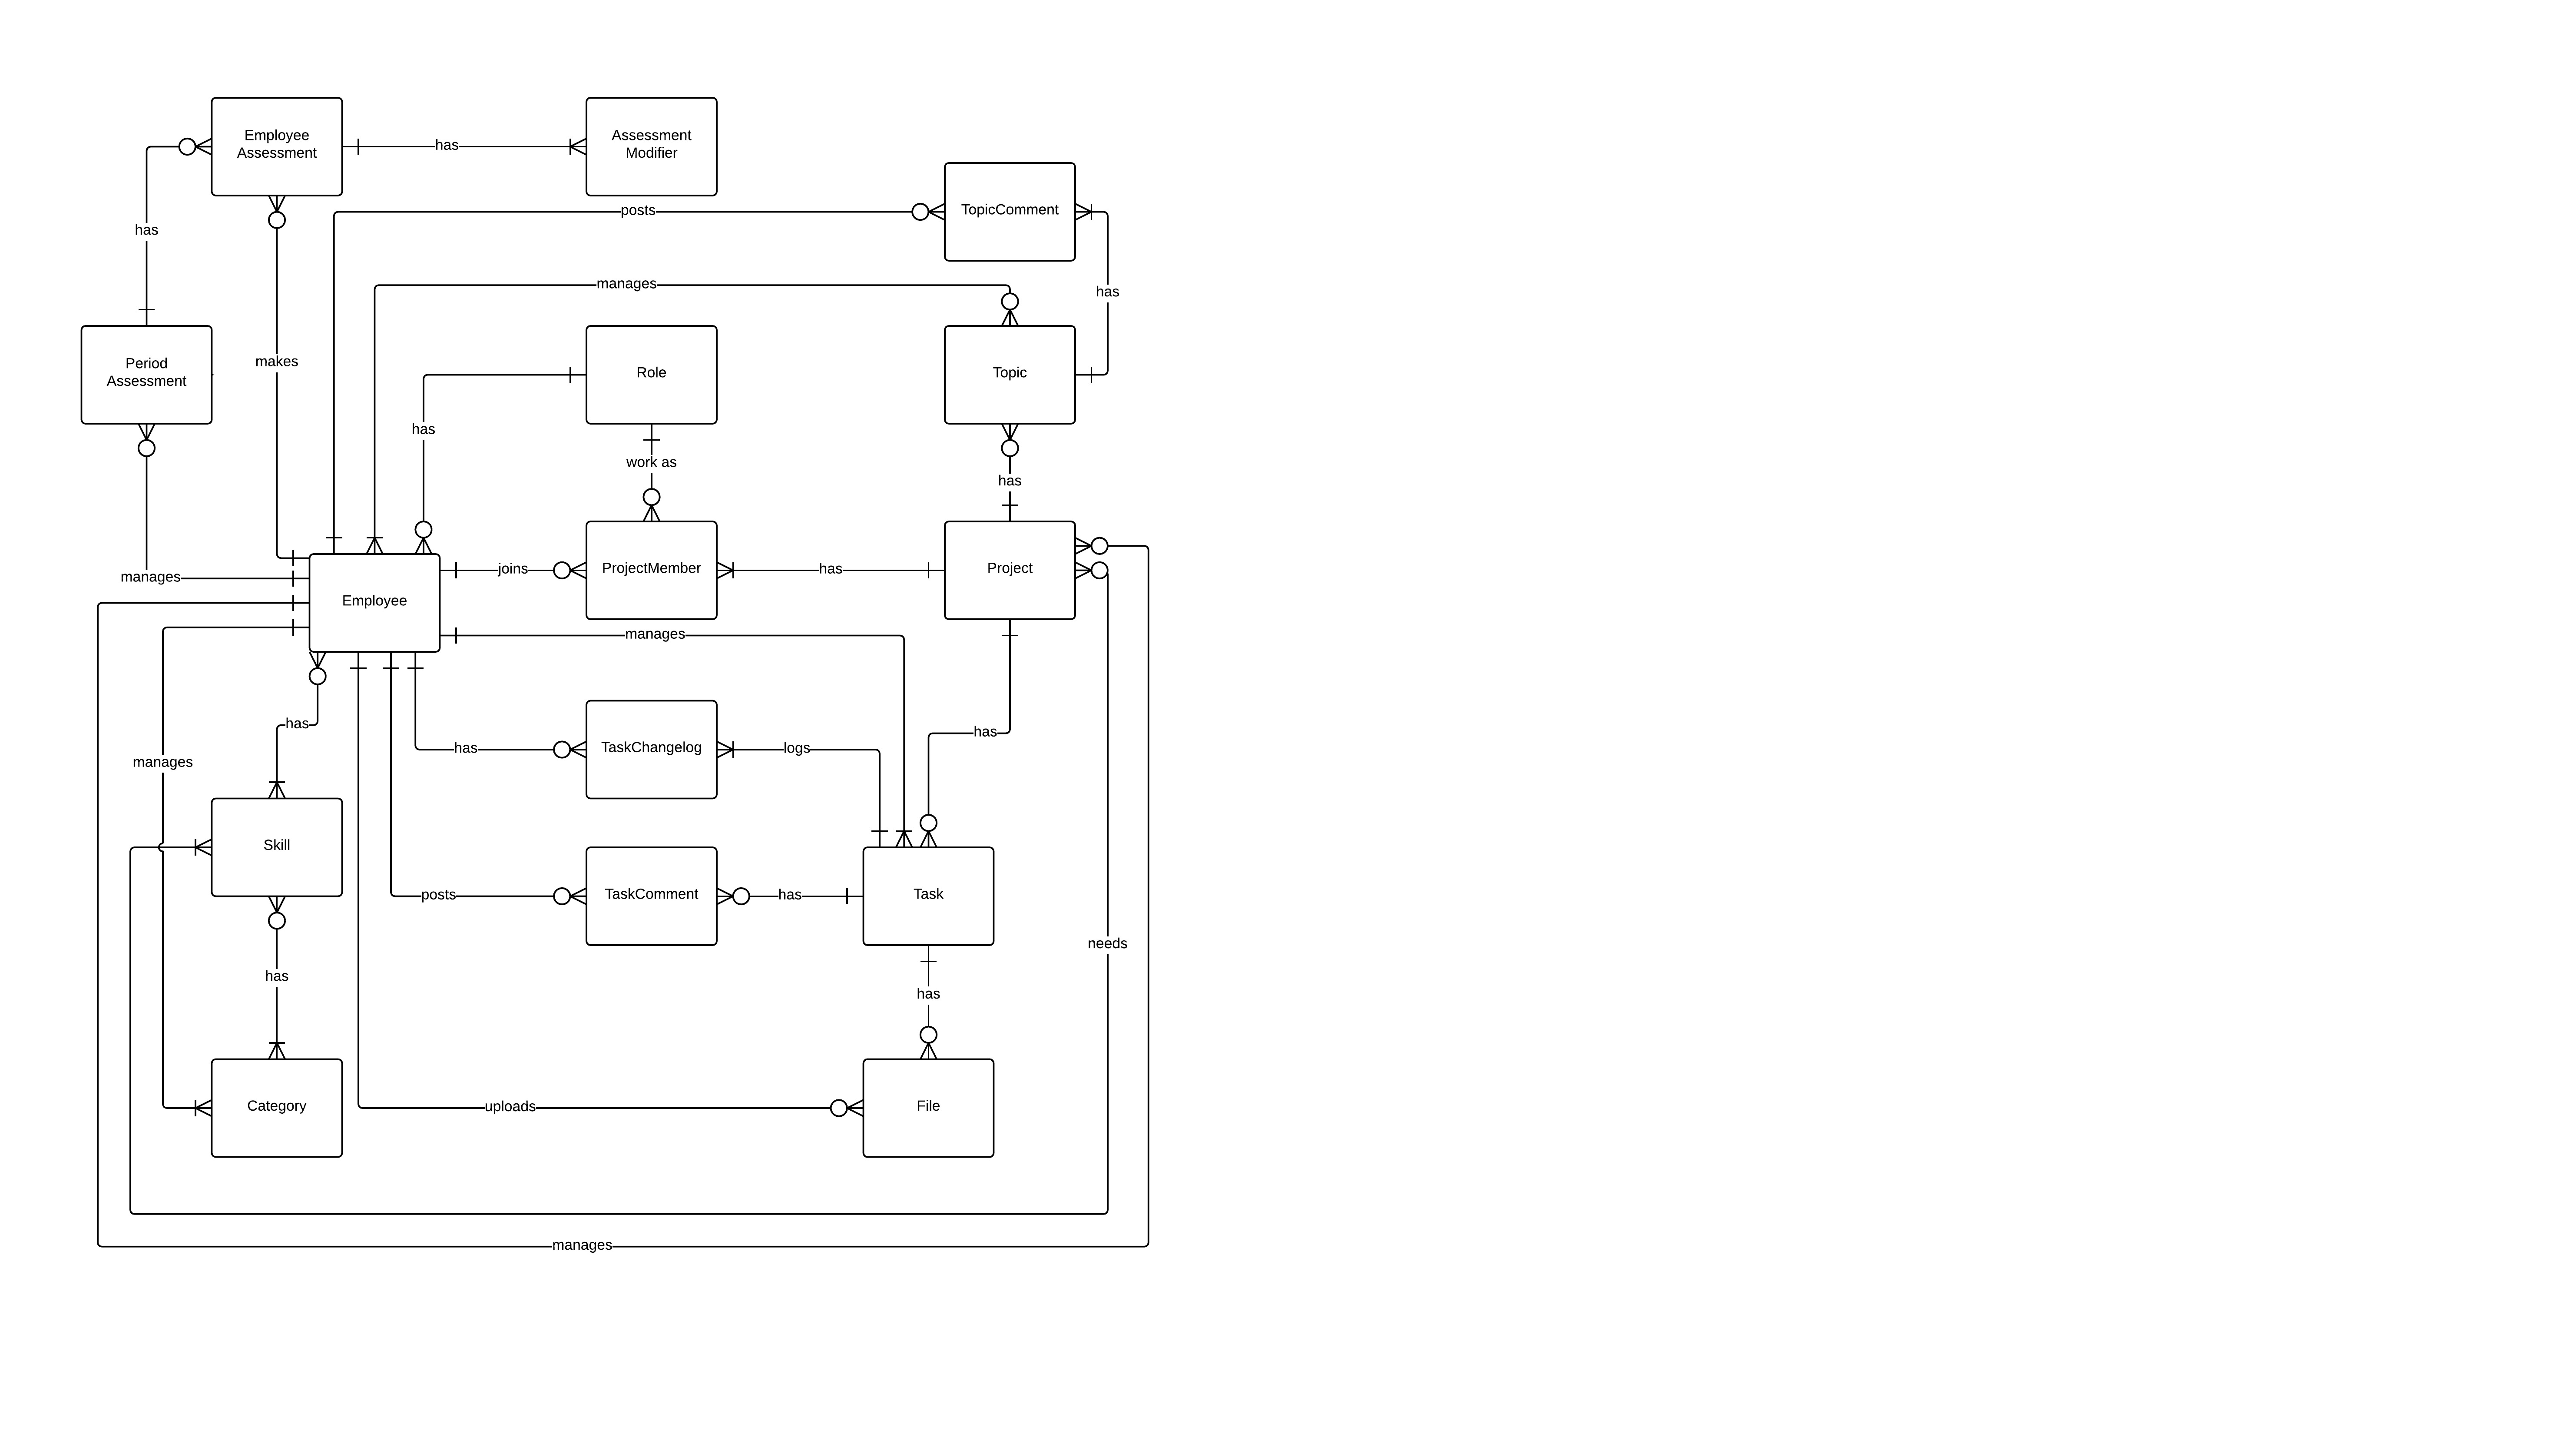 Employee
Assessment
has
Assessment
Modifier
TopicComment
posts
has
manages
has
Period
Assessment
makes
Role
Topic
has
work as
has
manages
Employee
joins
ProjectMember
has
Project
manages
has
manages
has
TaskChangelog
logs
has
Skill
posts
TaskComment
has
Task
needs
has
has
Category
uploads
File
manages